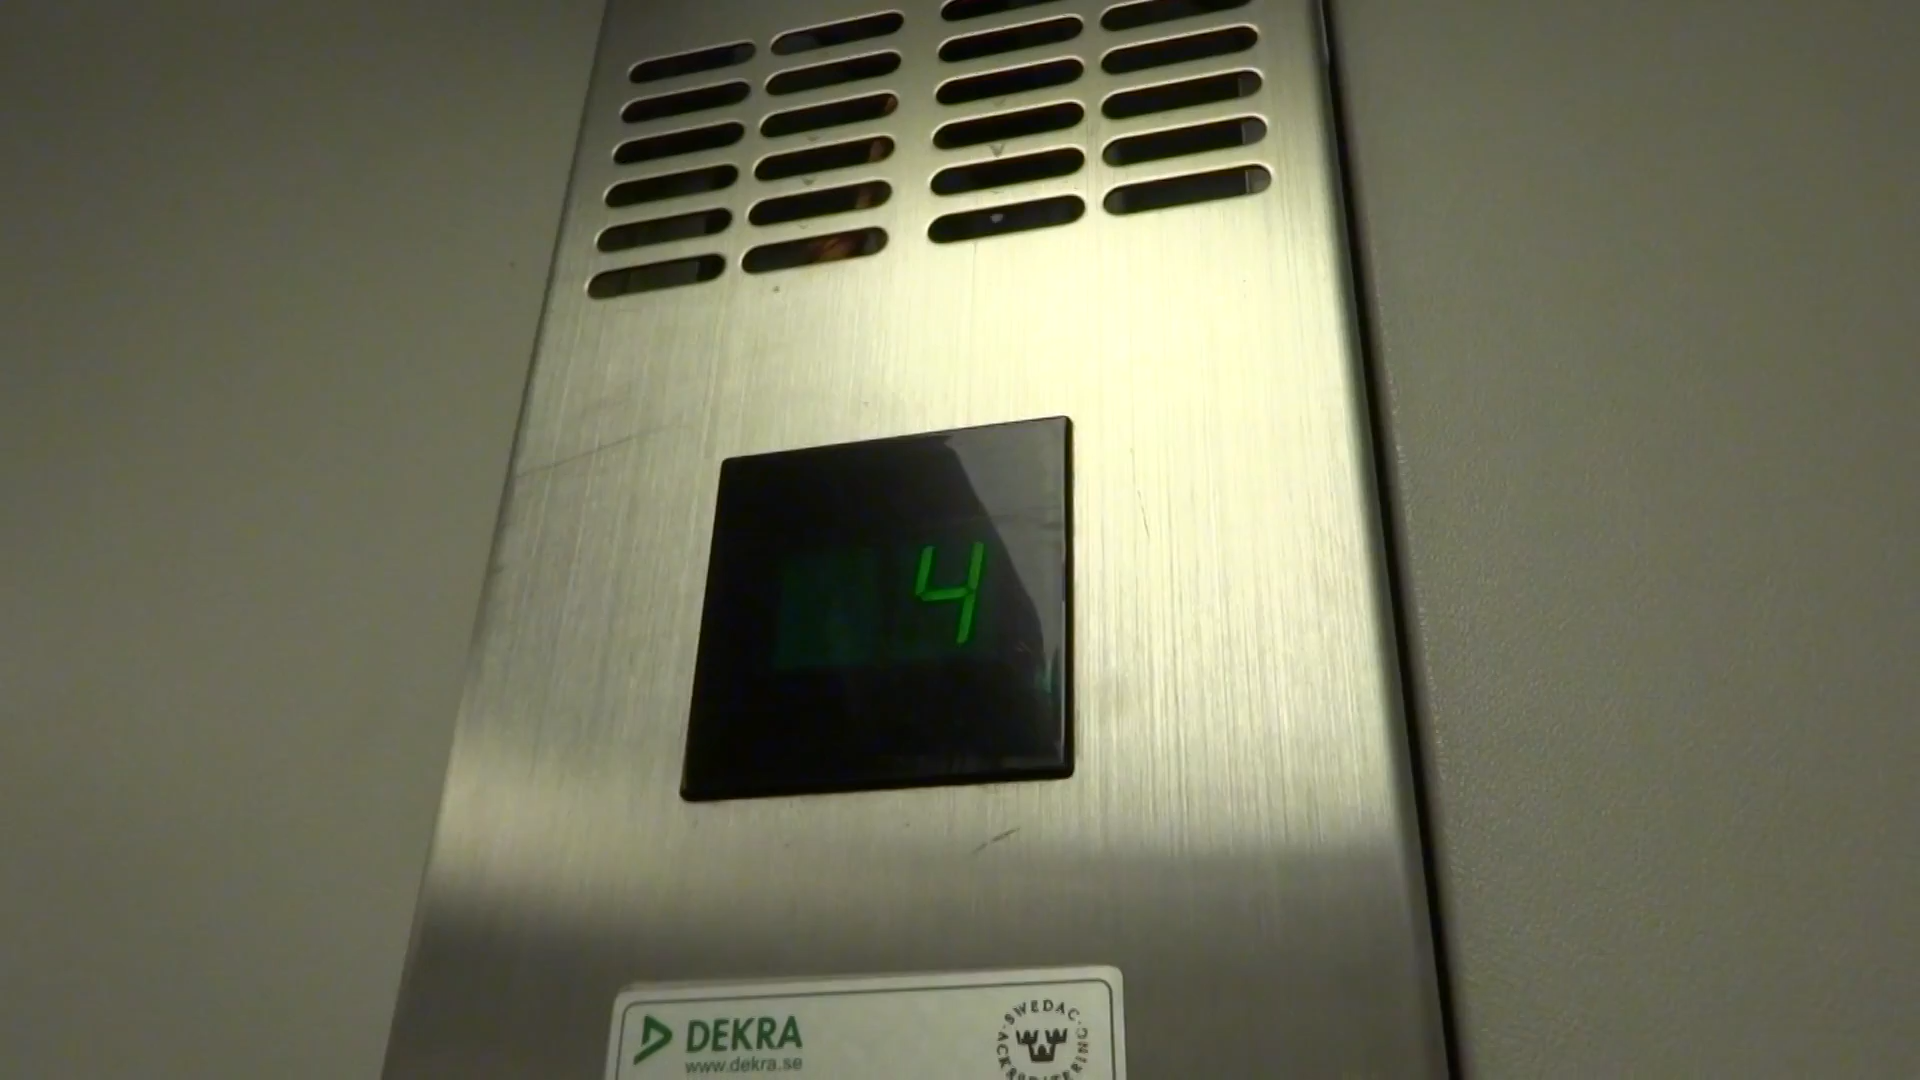 4
DEKRA
www.dekra.se
· SWEDAC ·
ACKREDITERING